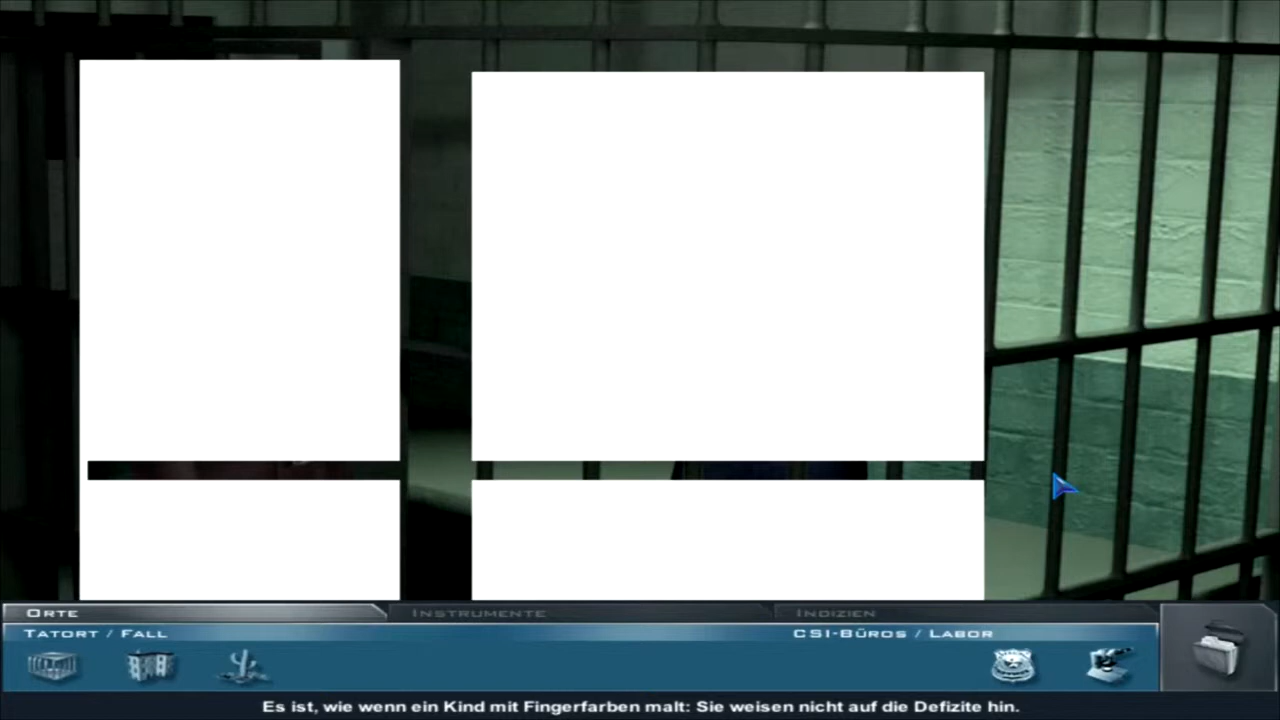 ORTE
INSTRUMENTE
INDIZIEN
TATORT / FALL
CSI-BÜROS / LABOR
Es ist, wie wenn ein Kind mit Fingerfarben malt: Sie weisen nicht auf die Defizite hin.